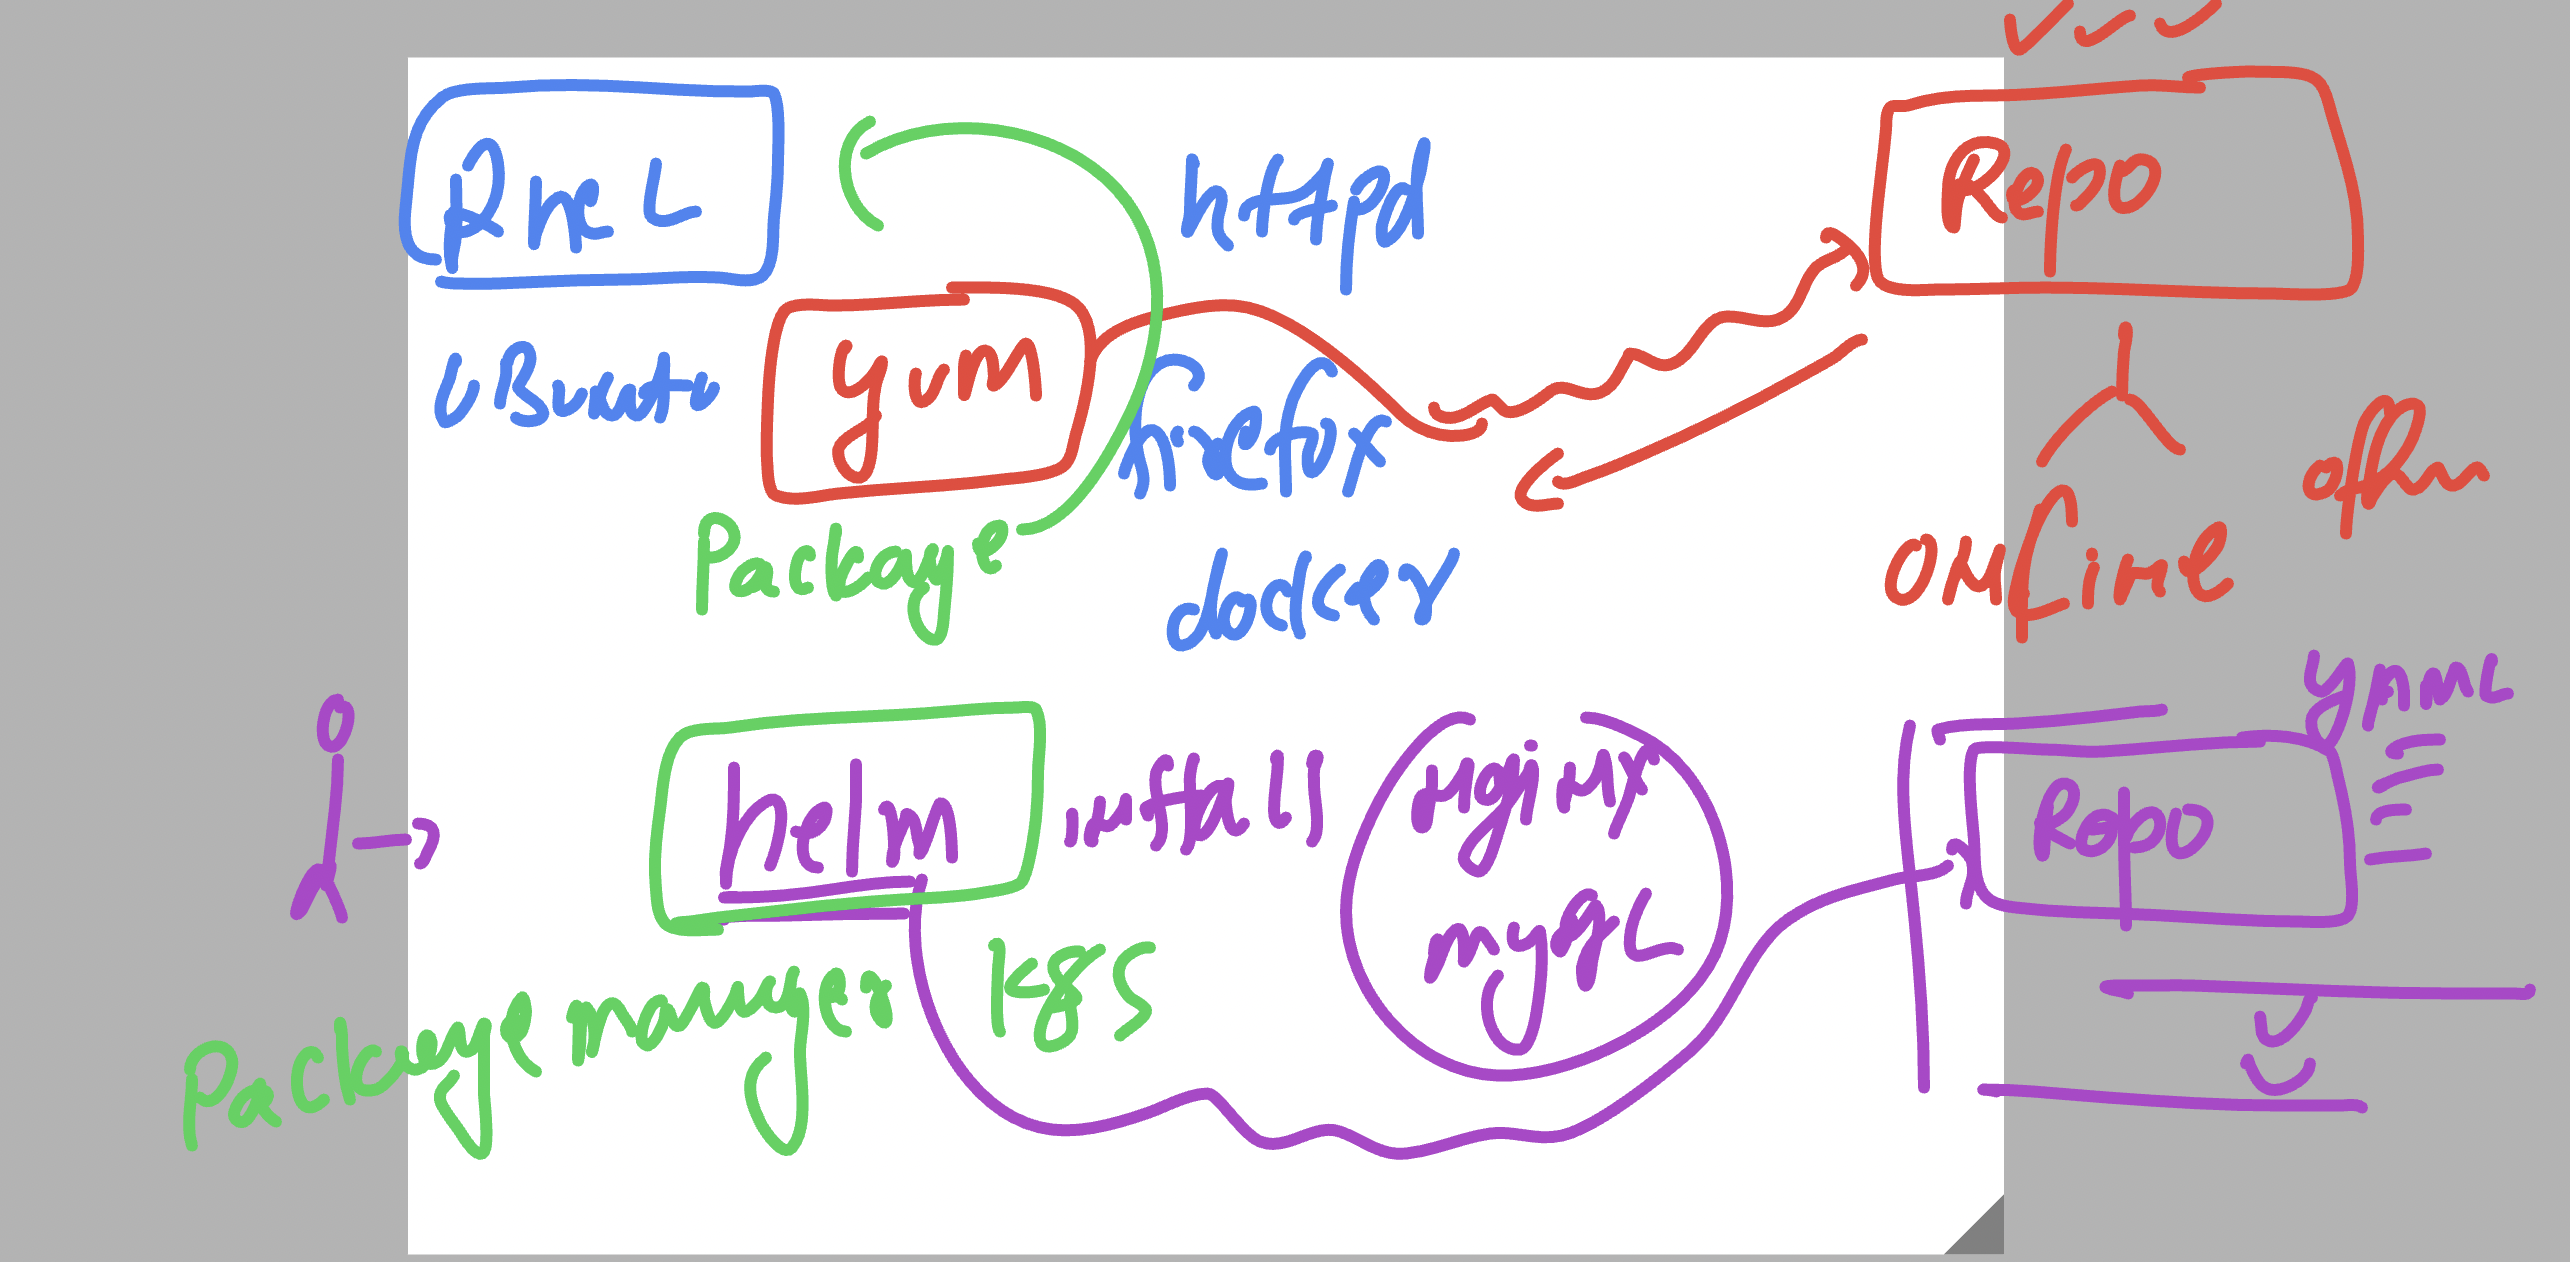 RheL
httpd
Repo
UBuntu
yum
firefox
offline
Package
docker
online
YAML
helm install nginx
Repo
mysqL
Package manager K8S